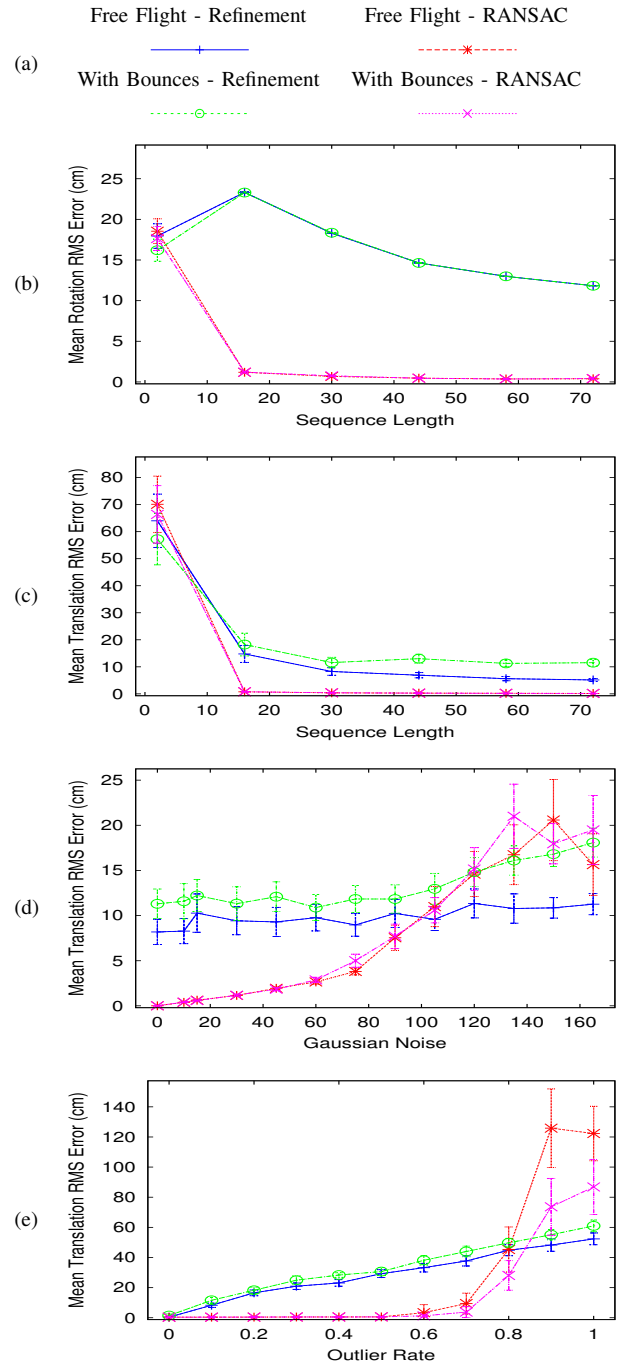 Free Flight - Refinement
Free Flight - RANSAC
(a)
With Bounces - Refinement
With Bounces - RANSAC
(b)
Mean Rotation RMS Error (cm)
30
25
20
15
10
5
0
0 10 20 30 40 50 60 70
Sequence Length
(c)
Mean Translation RMS Error (cm)
80
70
60
50
40
30
20
10
0
0 10 20 30 40 50 60 70
Sequence Length
(d)
Mean Translation RMS Error (cm)
25
20
15
10
5
0
0 20 40 60 80 100 120 140 160
Gaussian Noise
(e)
Mean Translation RMS Error (cm)
140
120
100
80
60
40
20
0
0 0.2 0.4 0.6 0.8 1
Outlier Rate